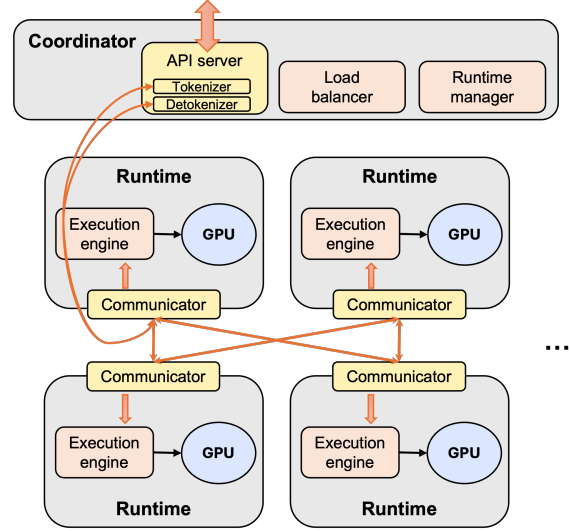 Coordinator
API server
Tokenizer
Detokenizer
Load
balancer
Runtime
manager
Runtime
Execution
engine
GPU
Communicator
Runtime
Execution
engine
GPU
Communicator
...
Communicator
Execution
engine
GPU
Runtime
Communicator
Execution
engine
GPU
Runtime